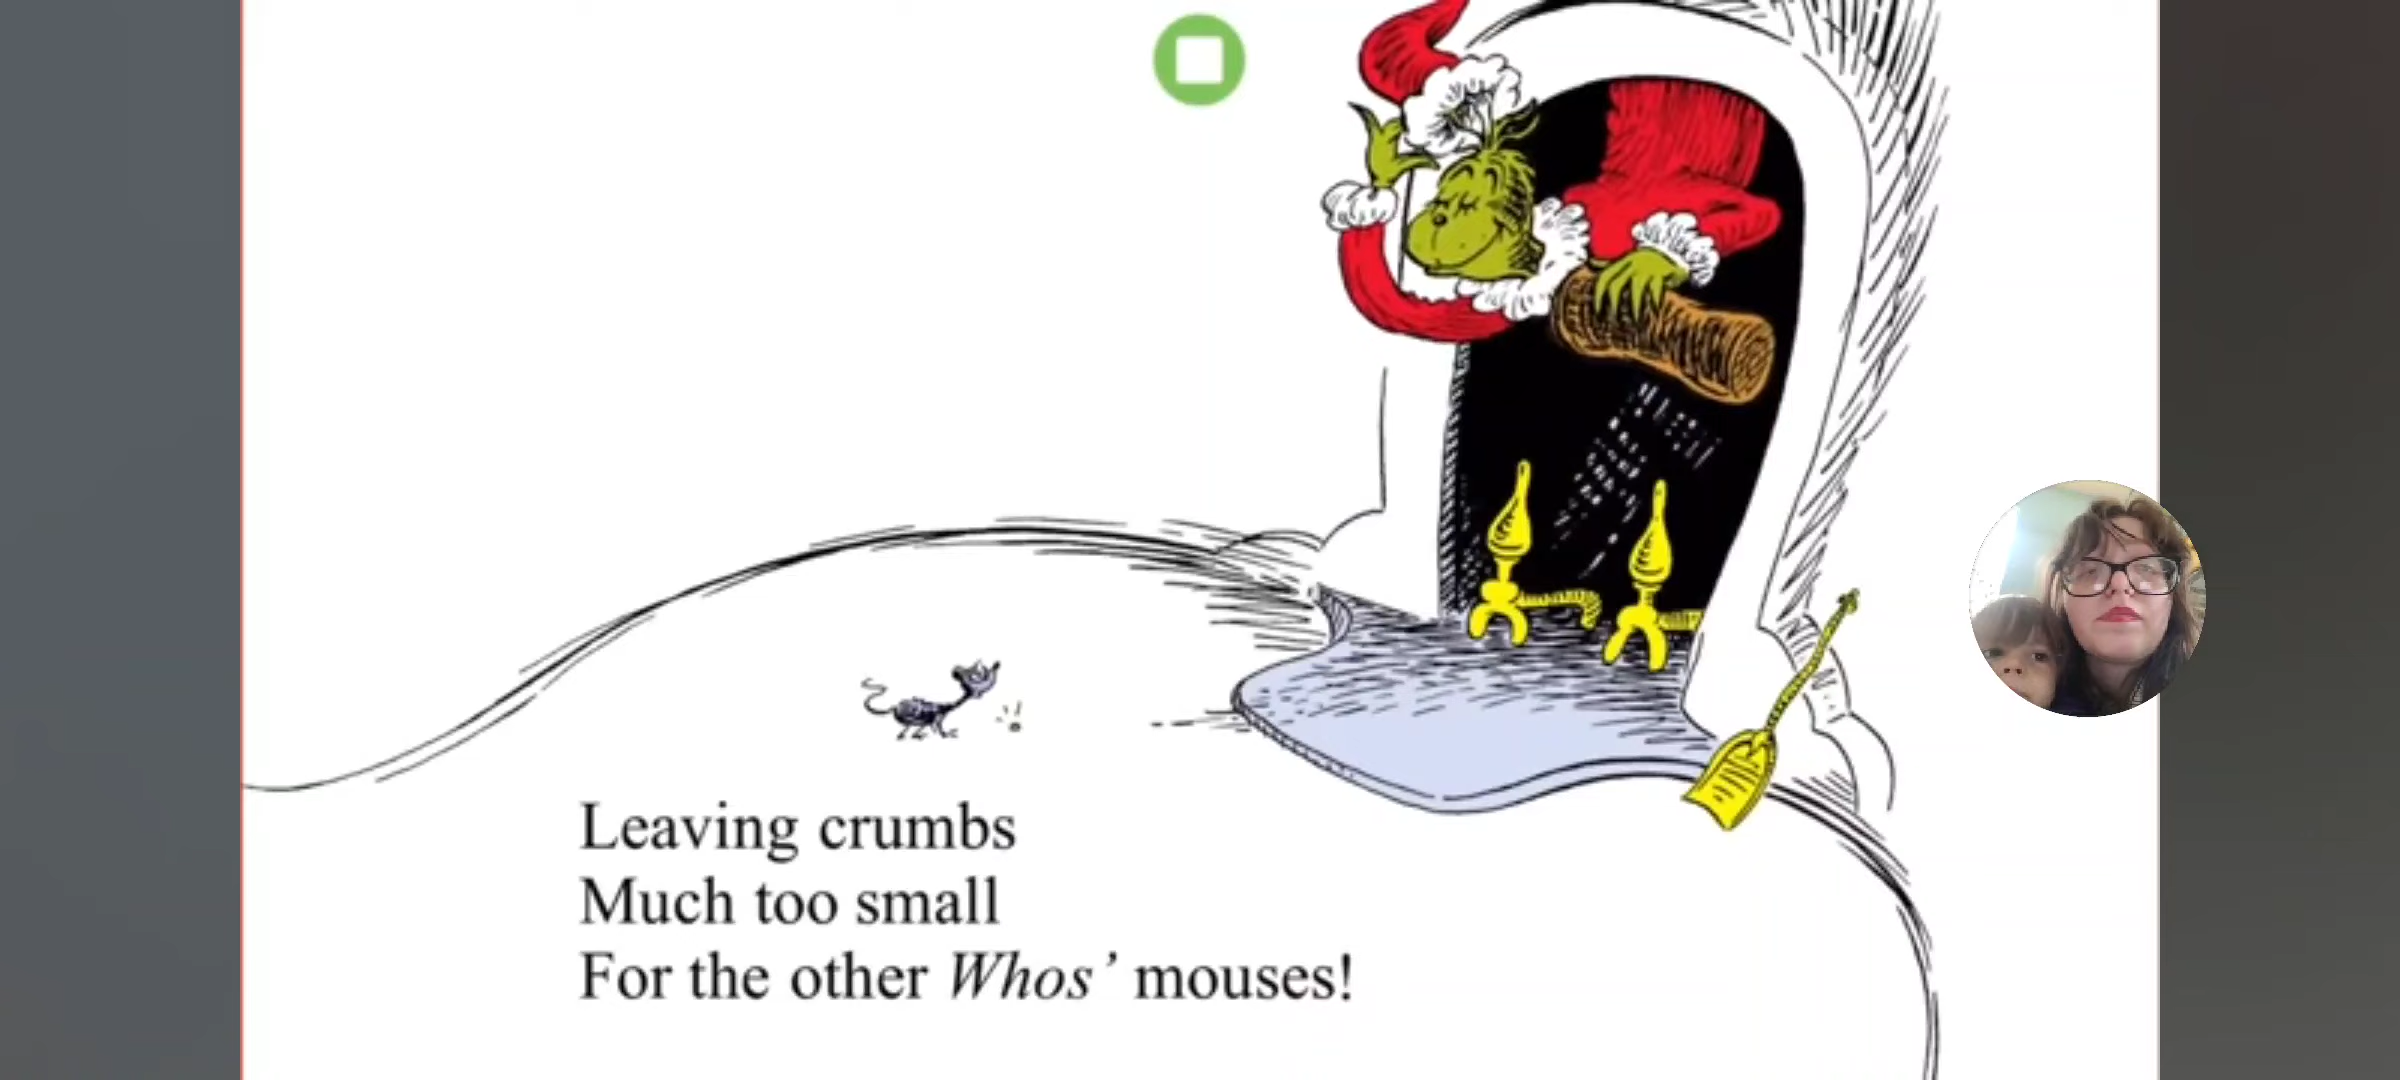 Leaving crumbs
Much too small
For the other Whos’ mouses!